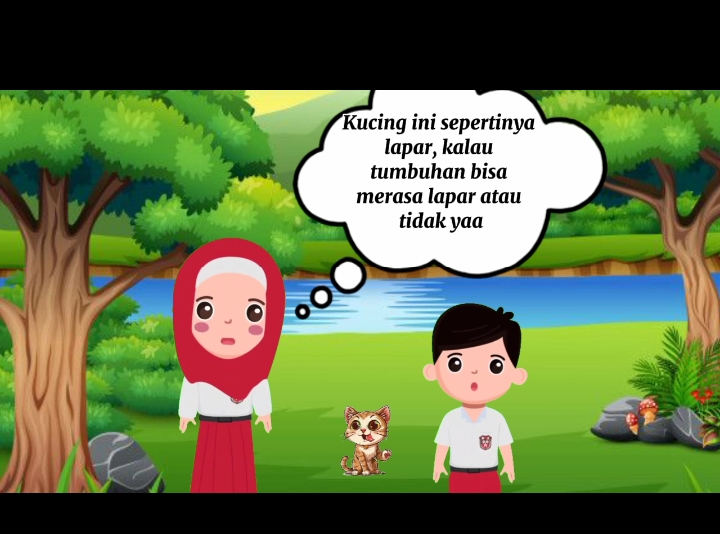 Kucing ini sepertinya
lapar, kalau
tumbuhan bisa
merasa lapar atau
tidak yaa